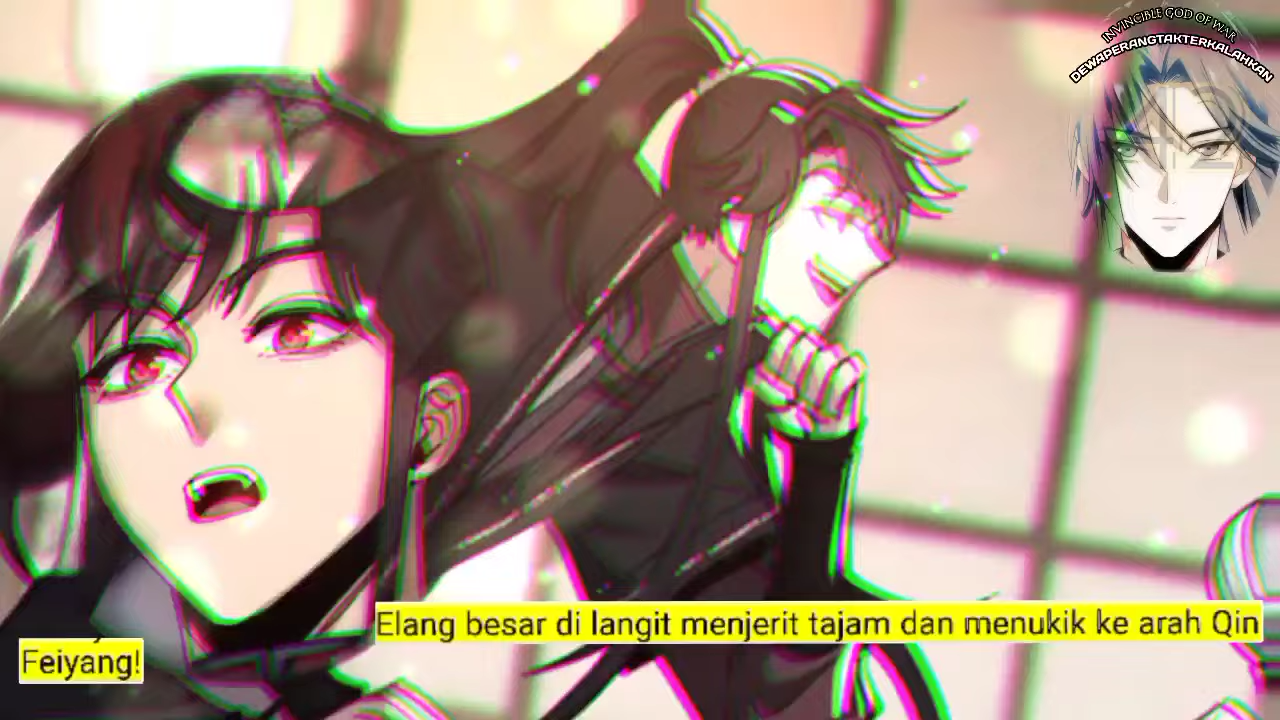 INVINCIBLE GOD OF WAR
DEWAPERANGTAKTERKALAHKAN
Elang besar di langit menjerit tajam dan menukik ke arah Qin
Feiyang!